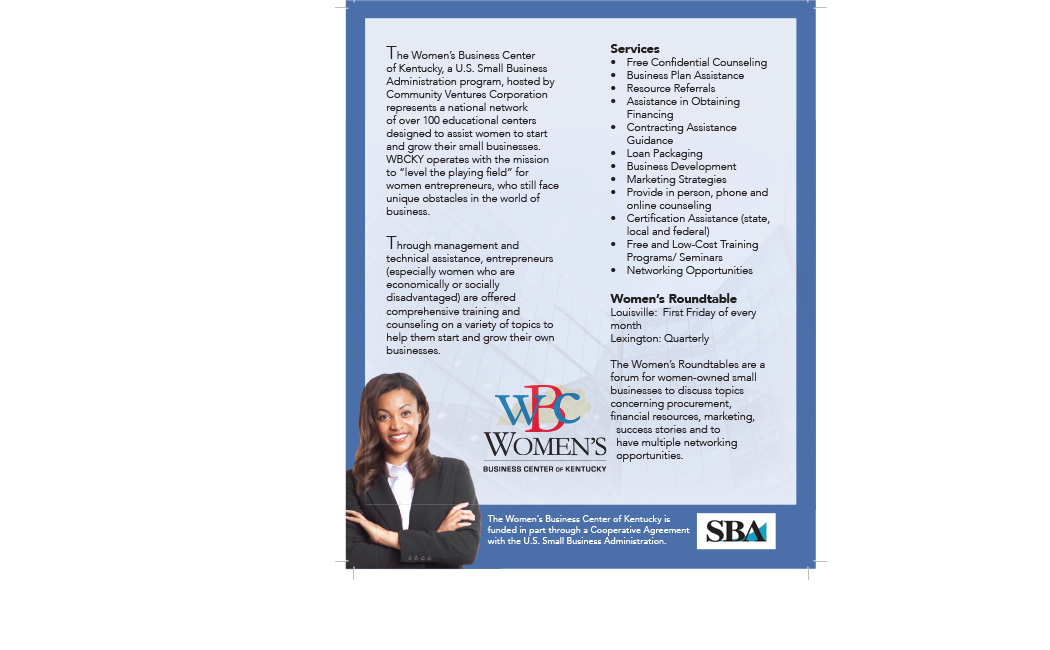 The Women's Business Center
of Kentucky, a U.S. Small Business
Administration program, hosted by
Community Ventures Corporation
represents a national network
of over 100 educational centers
designed to assist women to start
and grow their small businesses.
WBCKY operates with the mission
to “level the playing field” for
women entrepreneurs, who still face
unique obstacles in the world of
business.
Through management and
technical assistance, entrepreneurs
(especially women who are
economically or socially
disadvantaged) are offered
comprehensive training and
counseling on a variety of topics to
help them start and grow their own
businesses.
Services
• Free Confidential Counseling
• Business Plan Assistance
• Resource Referrals
• Assistance in Obtaining
Financing
• Contracting Assistance
Guidance
• Loan Packaging
• Business Development
• Marketing Strategies
• Provide in person, phone and
online counseling
• Certification Assistance (state,
local and federal)
• Free and Low-Cost Training
Programs/ Seminars
• Networking Opportunities
Women's Roundtable
Louisville: First Friday of every
month
Lexington: Quarterly
The Women's Roundtables are a
forum for women-owned small
businesses to discuss topics
concerning procurement,
financial resources, marketing,
success stories and to
have multiple networking
opportunities.
WBC
WOMEN'S
BUSINESS CENTER OF KENTUCKY
The Women's Business Center of Kentucky is
funded in part through a Cooperative Agreement
with the U.S. Small Business Administration.
SBA